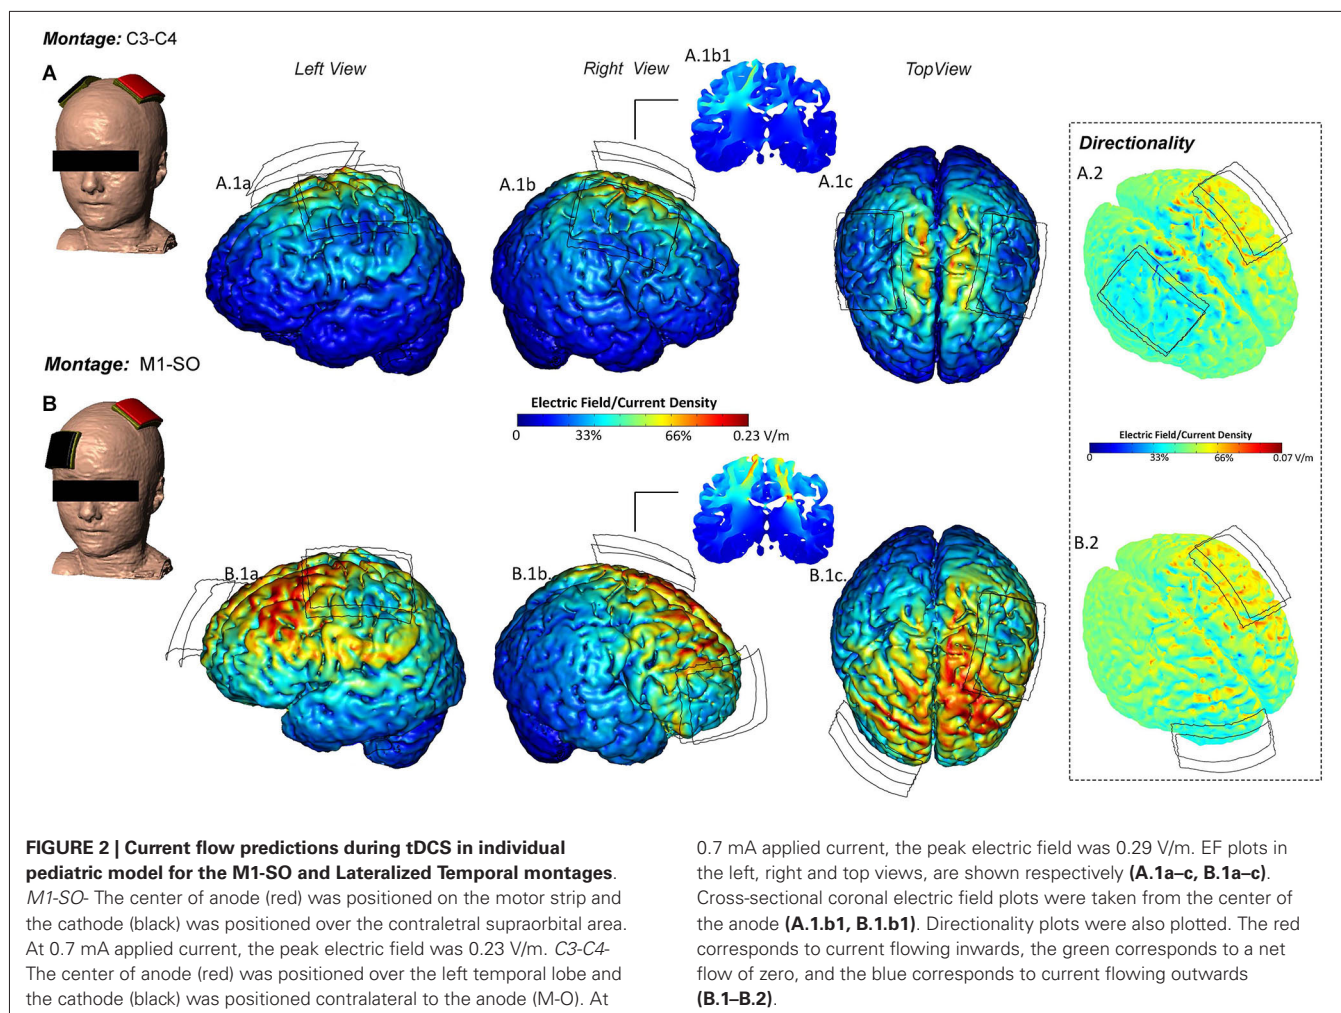 Montage: C3-C4
A
Left View
Right View
A.1b1
TopView
A.1a
A.1b
A.1c
Directionality
A.2
Montage: M1-SO
B
Electric Field/Current Density
0 33% 66% 0.23 V/m
Electric Field/Current Density
0 33% 66% 0.07 V/m
B.1a.
B.1b.
B.1c.
B.2
FIGURE 2 | Current flow predictions during tDCS in individual
pediatric model for the M1-SO and Lateralized Temporal montages.
M1-SO- The center of anode (red) was positioned on the motor strip and
the cathode (black) was positioned over the contraletral supraorbital area.
At 0.7 mA applied current, the peak electric field was 0.23 V/m. C3-C4-
The center of anode (red) was positioned over the left temporal lobe and
the cathode (black) was positioned contralateral to the anode (M-O). At
0.7 mA applied current, the peak electric field was 0.29 V/m. EF plots in
the left, right and top views, are shown respectively (A.1a–c, B.1a–c).
Cross-sectional coronal electric field plots were taken from the center of
the anode (A.1.b1, B.1.b1). Directionality plots were also plotted. The red
corresponds to current flowing inwards, the green corresponds to a net
flow of zero, and the blue corresponds to current flowing outwards
(B.1–B.2).